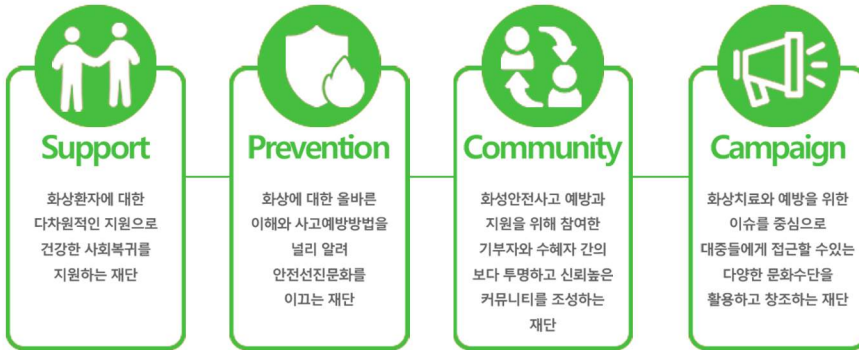 Support
화상환자에 대한
다차원적인 지원으로
건강한 사회복귀를
지원하는 재단
Prevention
화상에 대한 올바른
이해와 사고예방방법을
널리 알려
안전선진문화를
이끄는 재단
Community
화성안전사고 예방과
지원을 위해 참여한
기부자와 수혜자 간의
보다 투명하고 신뢰높은
커뮤니티를 조성하는
재단
Campaign
화상치료와 예방을 위한
이슈를 중심으로
대중들에게 접근할 수있는
다양한 문화수단을
활용하고 창조하는 재단